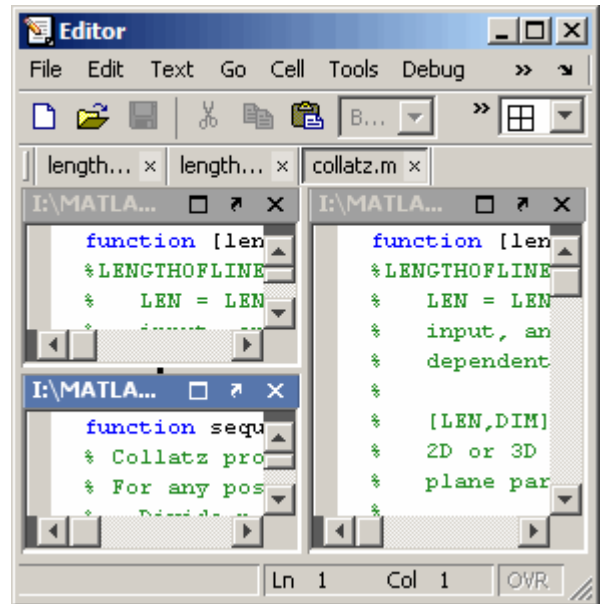 Editor
File Edit Text Go Cell Tools Debug »
B... »
length... × length... × collatz.m ×
I:\MATLA...
function [len
%LENGTHOFLINE
% LEN = LEN
%
I:\MATLA...
function sequ
% Collatz pro
% For any pos
%
I:\MATLA...
function [len
%LENGTHOFLINE
% LEN = LEN
% input, an
% dependent
%
% [LEN,DIM]
% 2D or 3D
% plane par
%
Ln 1 Col 1 OVR